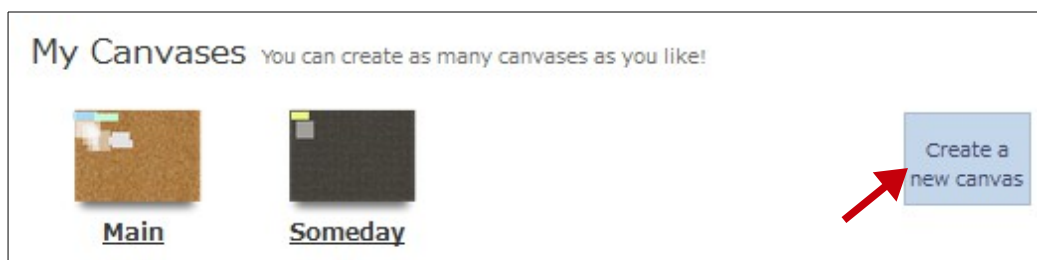 My Canvases You can create as many canvases as you like!
Create a
new canvas
Main
Someday